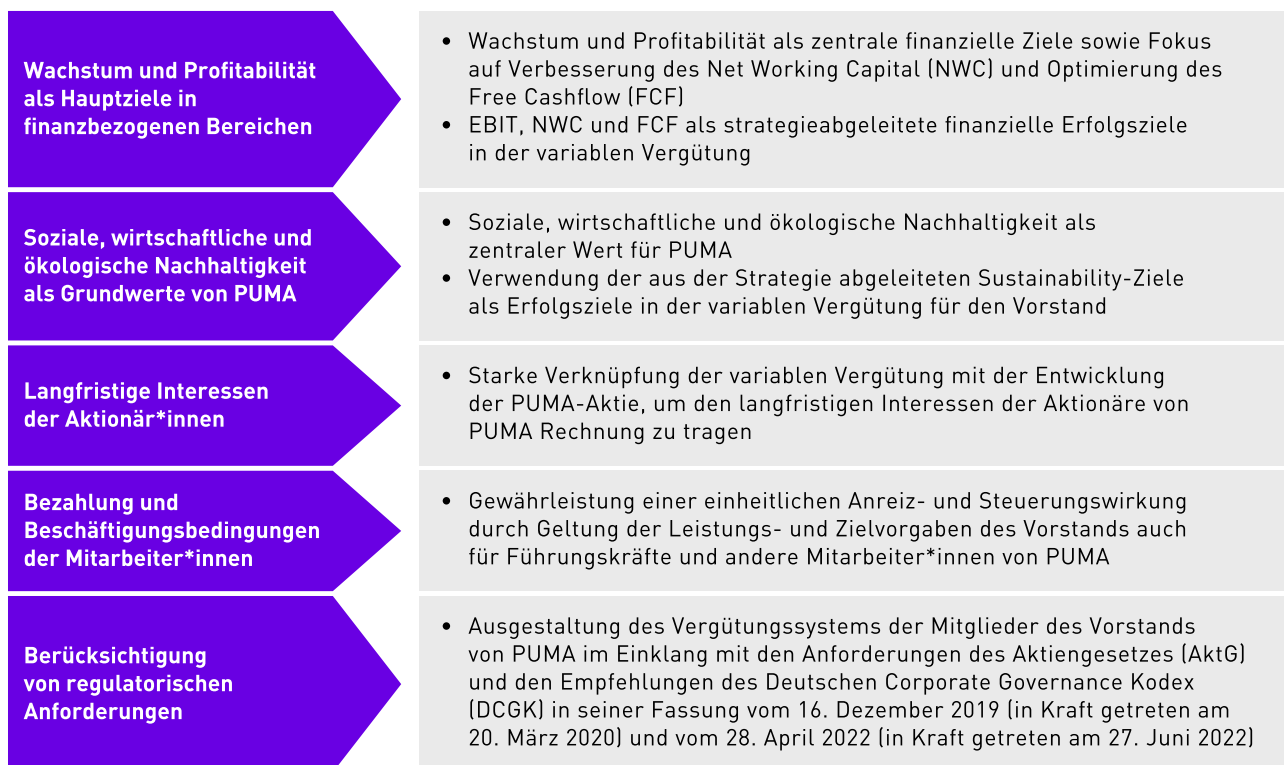 Wachstum und Profitabilität
als Hauptziele in
finanzbezogenen Bereichen
• Wachstum und Profitabilität als zentrale finanzielle Ziele sowie Fokus
auf Verbesserung des Net Working Capital (NWC) und Optimierung des
Free Cashflow (FCF)
• EBIT, NWC und FCF als strategieabgeleitete finanzielle Erfolgsziele
in der variablen Vergütung
Soziale, wirtschaftliche und
ökologische Nachhaltigkeit
als Grundwerte von PUMA
• Soziale, wirtschaftliche und ökologische Nachhaltigkeit als
zentraler Wert für PUMA
• Verwendung der aus der Strategie abgeleiteten Sustainability-Ziele
als Erfolgsziele in der variablen Vergütung für den Vorstand
Langfristige Interessen
der Aktionär*innen
• Starke Verknüpfung der variablen Vergütung mit der Entwicklung
der PUMA-Aktie, um den langfristigen Interessen der Aktionäre von
PUMA Rechnung zu tragen
Bezahlung und
Beschäftigungsbedingungen
der Mitarbeiter*innen
• Gewährleistung einer einheitlichen Anreiz- und Steuerungswirkung
durch Geltung der Leistungs- und Zielvorgaben des Vorstands auch
für Führungskräfte und andere Mitarbeiter*innen von PUMA
Berücksichtigung
von regulatorischen
Anforderungen
• Ausgestaltung des Vergütungssystems der Mitglieder des Vorstands
von PUMA im Einklang mit den Anforderungen des Aktiengesetzes (AktG)
und den Empfehlungen des Deutschen Corporate Governance Kodex
(DCGK) in seiner Fassung vom 16. Dezember 2019 (in Kraft getreten am
20. März 2020) und vom 28. April 2022 (in Kraft getreten am 27. Juni 2022)